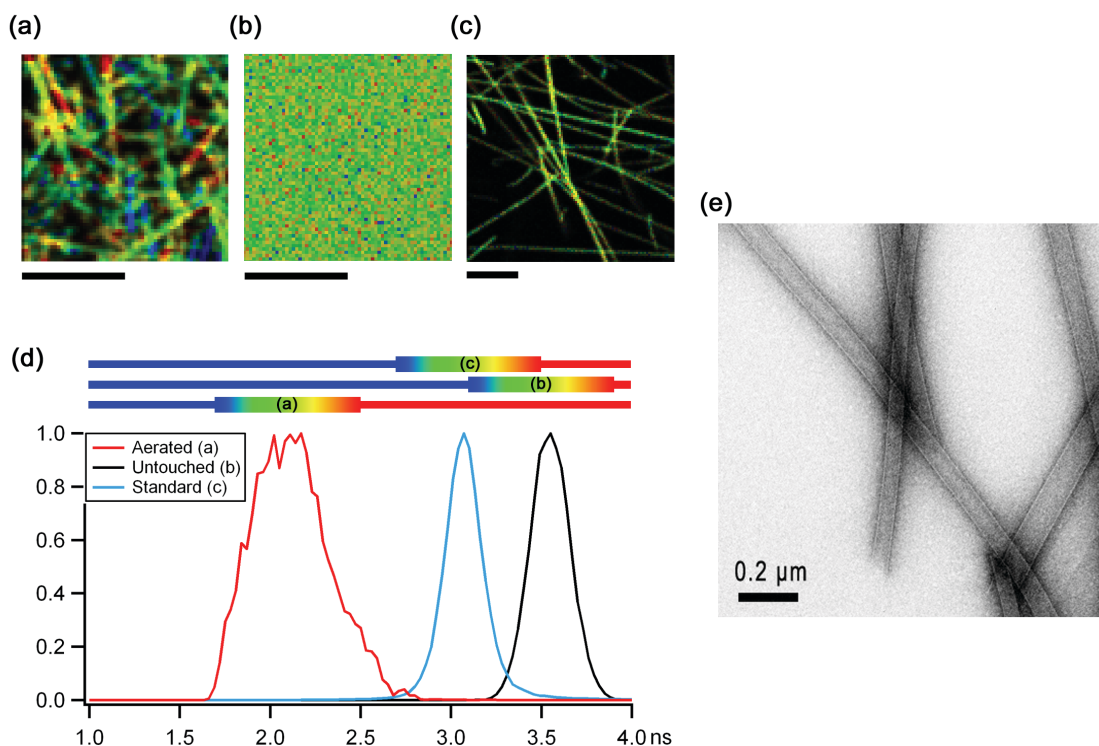 (a)
(b)
(c)
(e)
(d)
(c)
(b)
(a)
1.0
0.8
0.6
0.4
0.2
0.0
Aerated (a)
Untouched (b)
Standard (c)
1.0
1.5
2.0
2.5
3.0
3.5
4.0 ns
0.2 µm